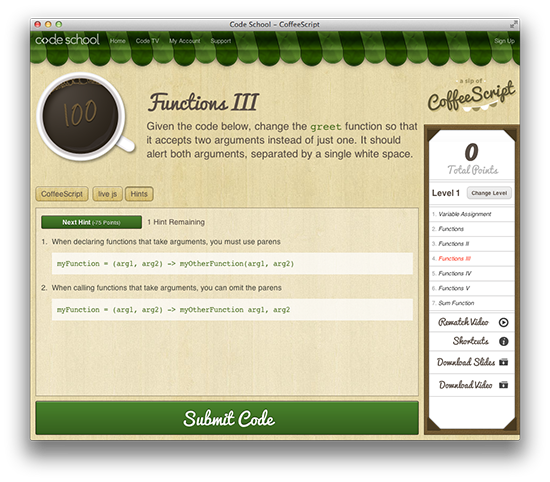 Code School – CoffeeScript
code school Home Code TV My Account Support Sign Up
100
Functions III
Given the code below, change the greet function so that
it accepts two arguments instead of just one. It should
alert both arguments, separated by a single white space.
a sip of
CoffeeScript
CoffeeScript live js Hints
Next Hint (-75 Points) 1 Hint Remaining
1. When declaring functions that take arguments, you must use parens
myFunction = (arg1, arg2) -> myOtherFunction(arg1, arg2)
2. When calling functions that take arguments, you can omit the parens
myFunction = (arg1, arg2) -> myOtherFunction arg1, arg2
Submit Code
0
Total Points
Level 1 Change Level
1. Variable Assignment
2. Functions
3. Functions II
4. Functions III
5. Functions IV
6. Functions V
7. Sum Function
Rewatch Video
Shortcuts
Download Slides
Download Video